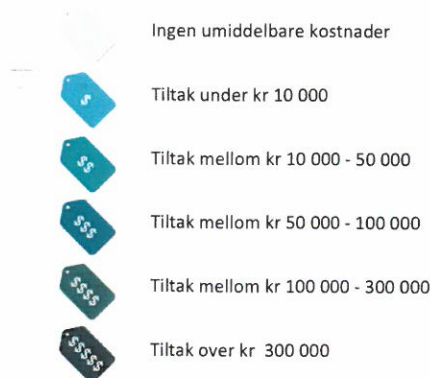 Ingen umiddelbare kostnader
$ Tiltak under kr 10 000
$$ Tiltak mellom kr 10 000 - 50 000
$$$ Tiltak mellom kr 50 000 - 100 000
$$$$ Tiltak mellom kr 100 000 - 300 000
$$$$$ Tiltak over kr 300 000